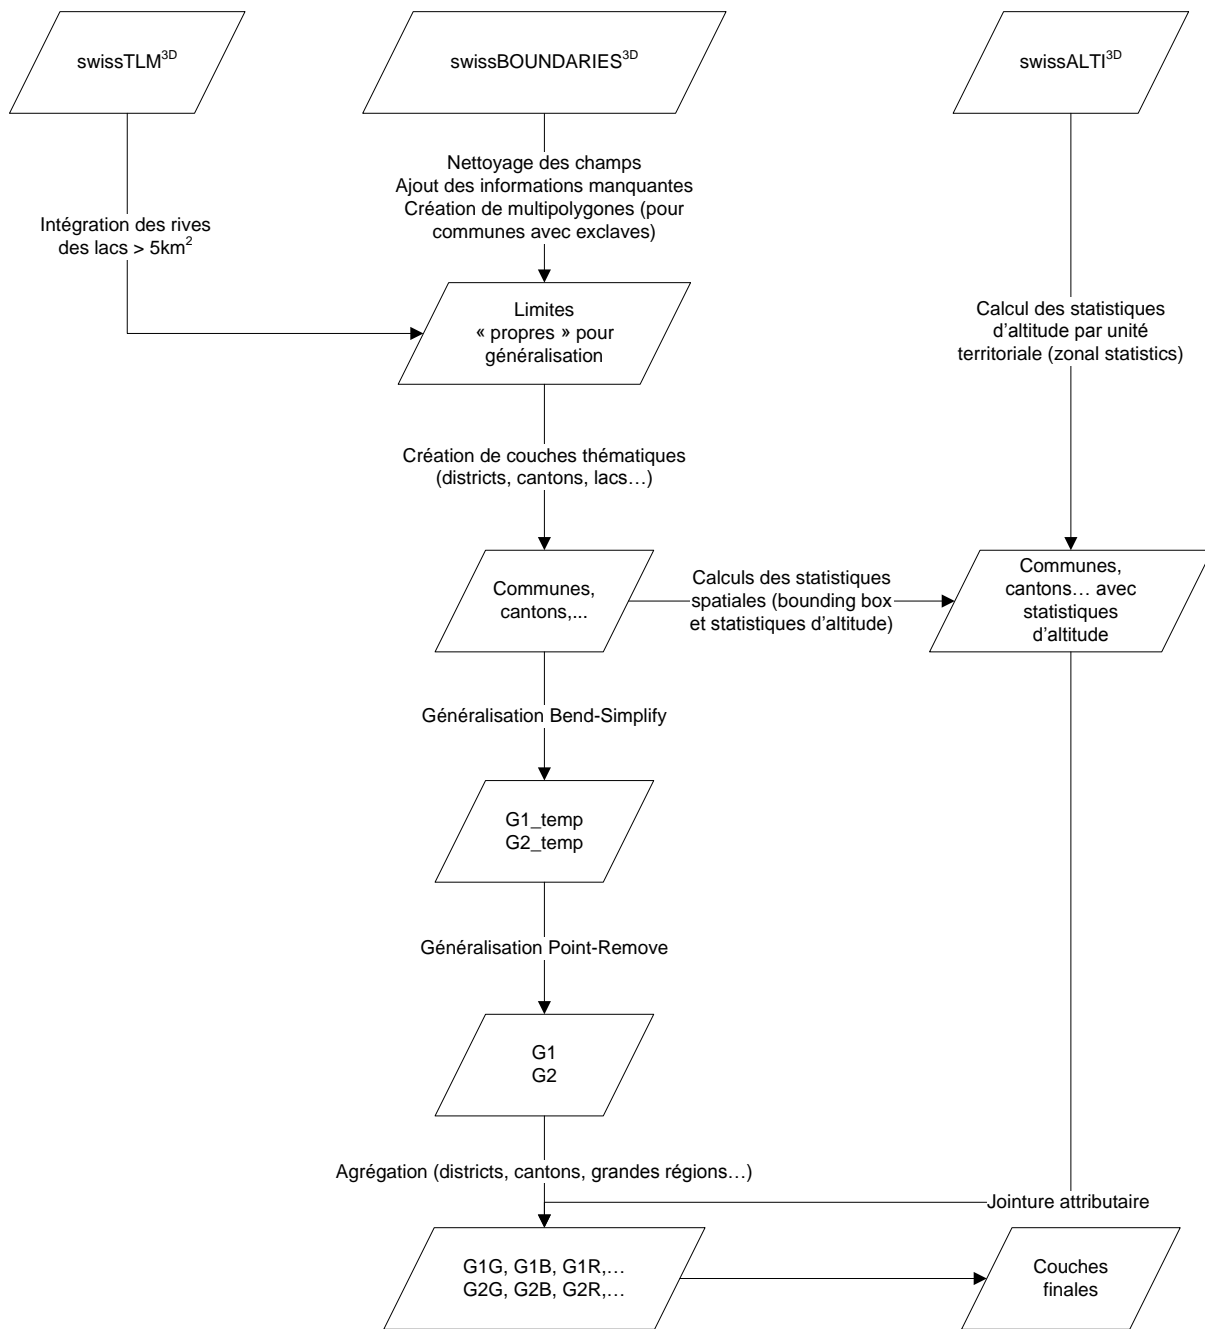 swissTLM3D
swissBOUNDARIES3D
swissALTI3D
Nettoyage des champs
Ajout des informations manquantes
Création de multipolygones (pour
communes avec exclaves)
Intégration des rives
des lacs > 5km2
Limites
« propres » pour
généralisation
Calcul des statistiques
d'altitude par unité
territoriale (zonal statistics)
Création de couches thématiques
(districts, cantons, lacs…)
Communes,
cantons,...
Calculs des statistiques
spatiales (bounding box
et statistiques d'altitude)
Communes,
cantons… avec
statistiques
d'altitude
Généralisation Bend-Simplify
G1_temp
G2_temp
Généralisation Point-Remove
G1
G2
Agrégation (districts, cantons, grandes régions…)
Jointure attributaire
G1G, G1B, G1R,…
G2G, G2B, G2R,…
Couches
finales